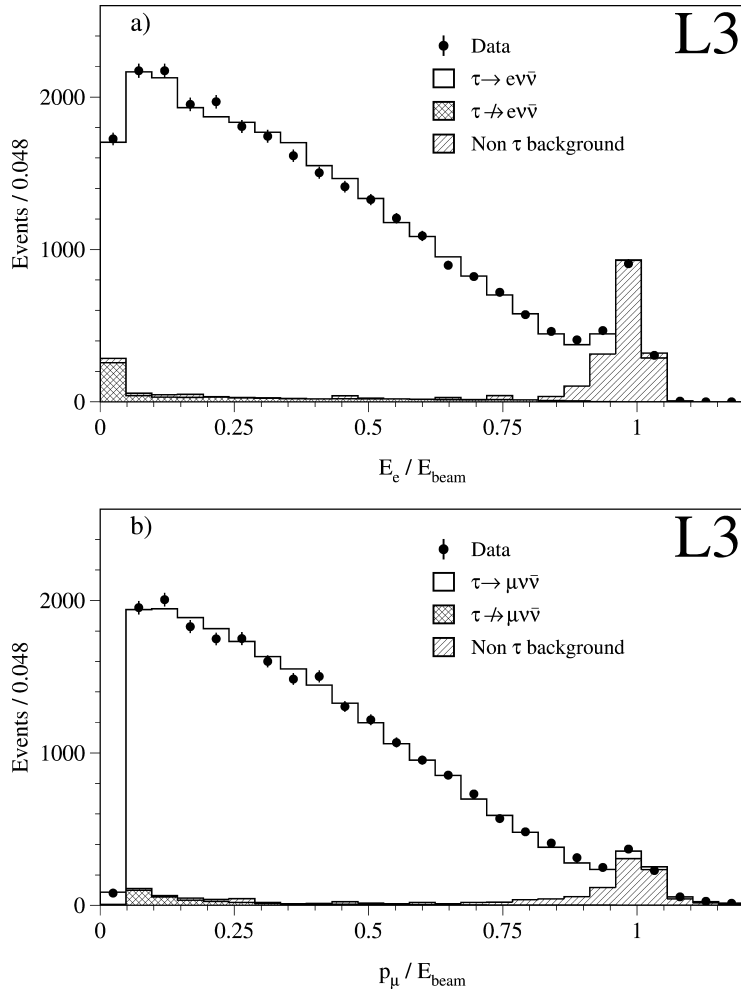 a)
L3
Data
τ→ eνν̄
τ↛ eνν̄
Non τ background
Events / 0.048
2000
1000
0
0 0.25 0.5 0.75 1
E_e / E_beam
b)
L3
Data
τ→ μνν̄
τ↛ μνν̄
Non τ background
Events / 0.048
2000
1000
0
0 0.25 0.5 0.75 1
p_μ / E_beam